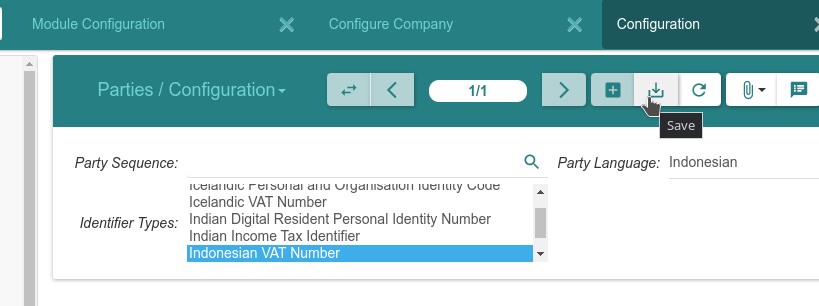 Module Configuration
Configure Company
Configuration
Parties / Configuration
1/1
Save
Party Sequence:
Party Language: Indonesian
Icelandic Personal and Organisation Identity Code
Icelandic VAT Number
Identifier Types:
Indian Digital Resident Personal Identity Number
Indian Income Tax Identifier
Indonesian VAT Number